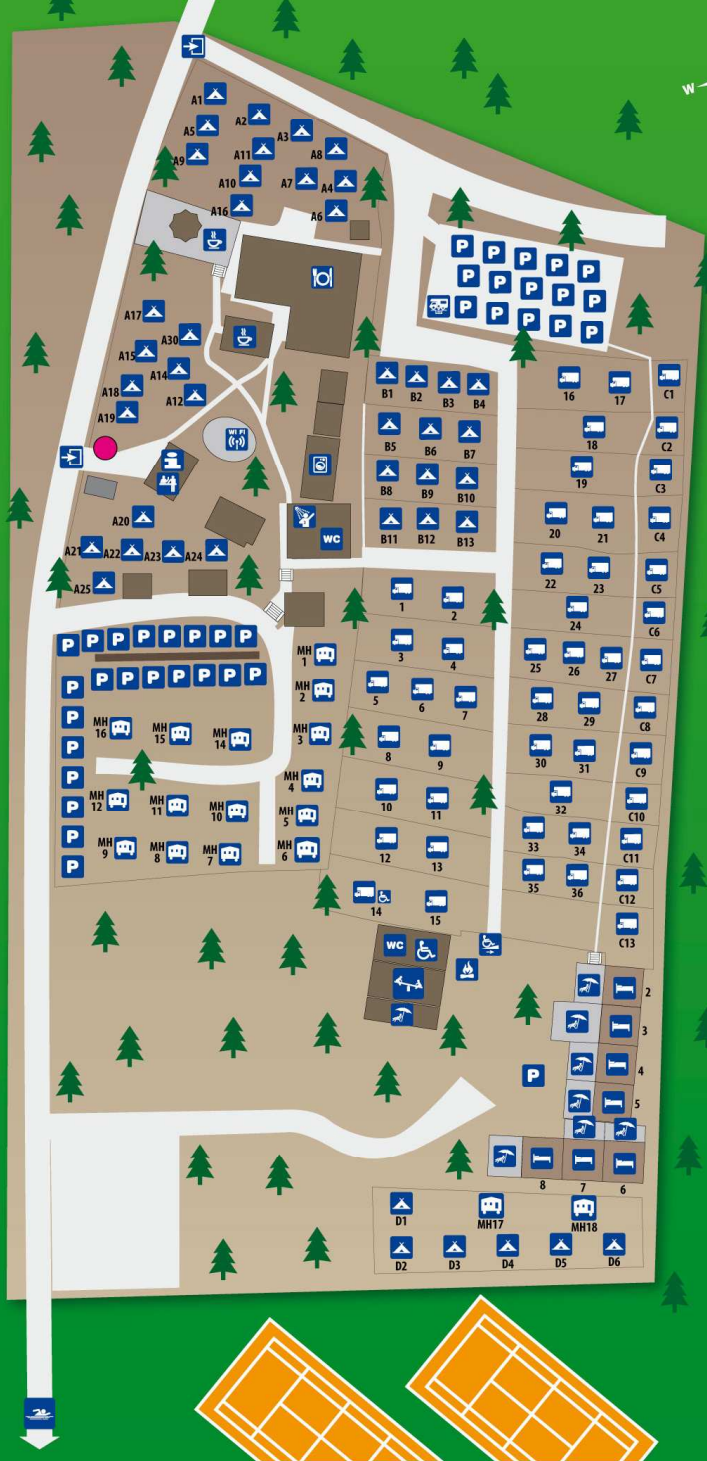 W
A1
A2
A5
A3
A9
A11
A8
A10
A7
A4
A16
A6
P P P P P
P P P P P
P P P P P
A17
A30
A15
A14
A18
A12
A19
WI FI
WC
A20
A21 A22 A23 A24
A25
B1 B2 B3 B4
B5 B6 B7
B8 B9 B10
B11 B12 B13
16 17 C1
18 C2
19 C3
20 21 C4
22 23 C5
24 C6
25 26 27 C7
28 29 C8
30 31 C9
32 C10
33 34 C11
35 36 C12
C13
1 2
3 4
5 6 7
8 9
10 11
12 13
14 15
P P P P P P P P
P P P P P P P
P
P
P
P
P
P
P
MH 1
MH 2
MH 3
MH 4
MH 5
MH 6
MH 16
MH 15
MH 14
MH 12
MH 11
MH 10
MH 9
MH 8
MH 7
WC
2
3
P
4
5
8 7 6
D1 MH17 MH18
D2 D3 D4 D5 D6